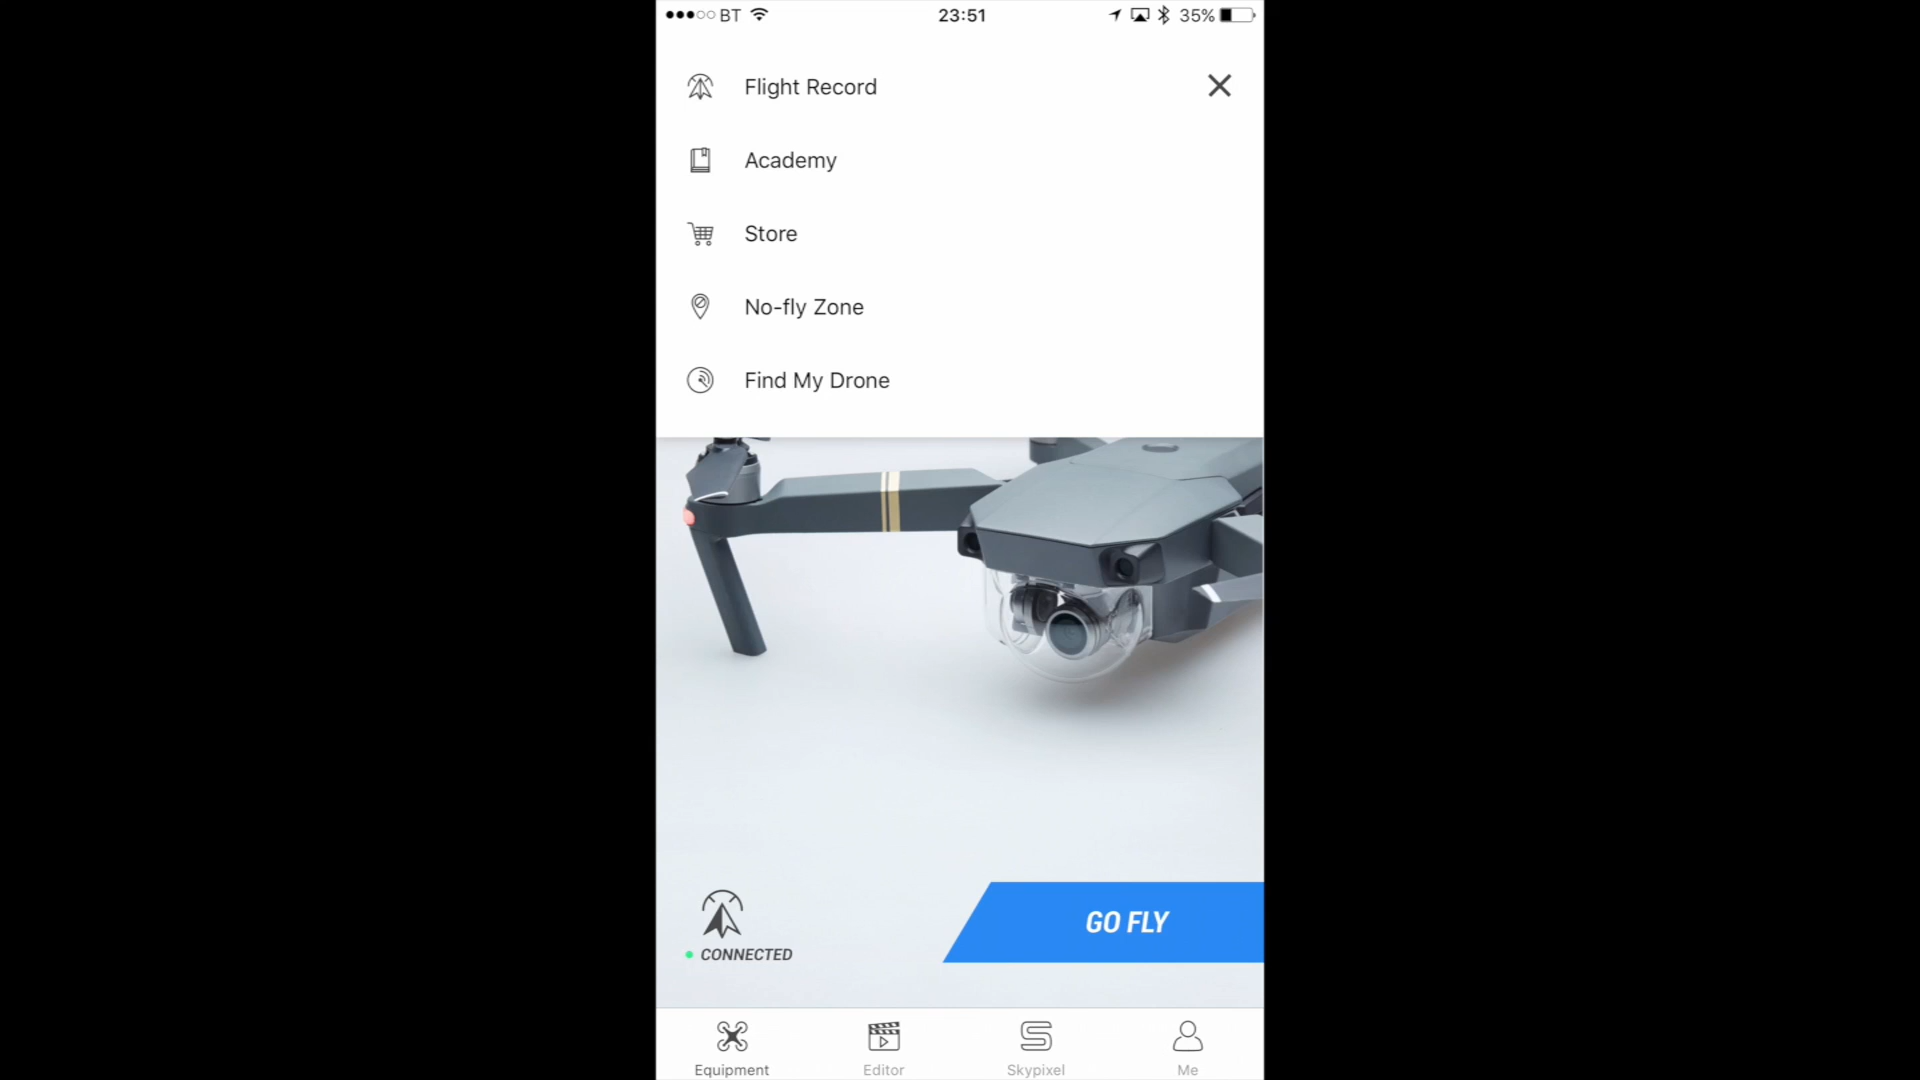 BT 23:51 35%
Flight Record
Academy
Store
No-fly Zone
Find My Drone
GO FLY
CONNECTED
Equipment Editor Skypixel Me